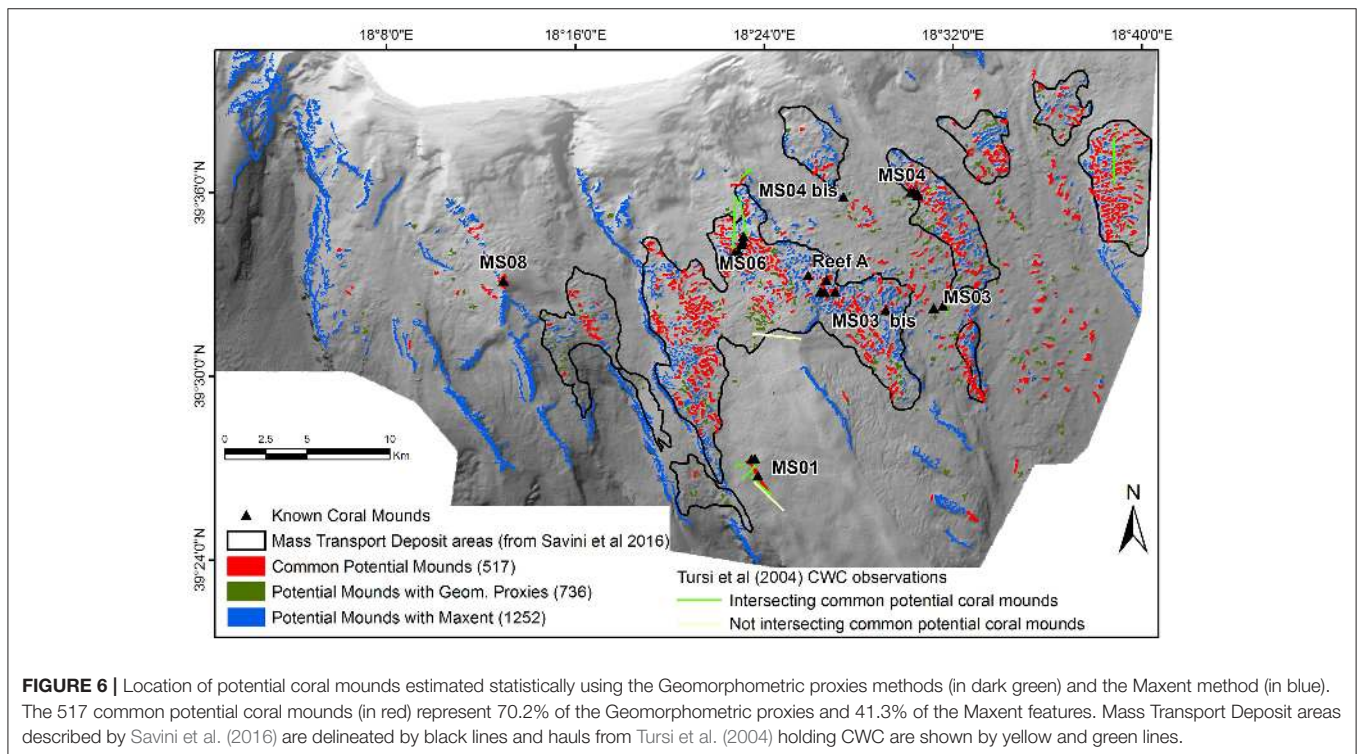 18°8'0"E 18°16'0"E 18°24'0"E 18°32'0"E 18°40'0"E
39°36'0"N
39°30'0"N
39°24'0"N
MS04 bis
MS04
MS08
MS06
Reef A
MS03
MS03 bis
MS01
0 2.5 5 10
Km
N
Known Coral Mounds
Mass Transport Deposit areas (from Savini et al 2016)
Common Potential Mounds (517)
Potential Mounds with Geom. Proxies (736)
Potential Mounds with Maxent (1252)
Tursi et al (2004) CWC observations
Intersecting common potential coral mounds
Not intersecting common potential coral mounds
FIGURE 6 | Location of potential coral mounds estimated statistically using the Geomorphometric proxies methods (in dark green) and the Maxent method (in blue).
The 517 common potential coral mounds (in red) represent 70.2% of the Geomorphometric proxies and 41.3% of the Maxent features. Mass Transport Deposit areas
described by Savini et al. (2016) are delineated by black lines and hauls from Tursi et al. (2004) holding CWC are shown by yellow and green lines.